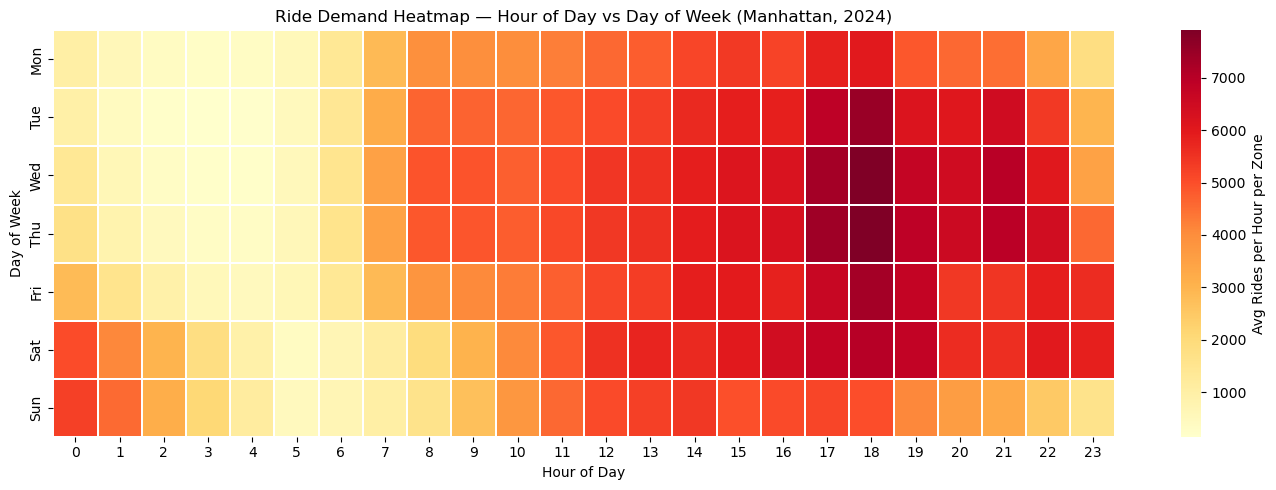 Ride Demand Heatmap — Hour of Day vs Day of Week (Manhattan, 2024)
Day of Week
Mon
Tue
Wed
Thu
Fri
Sat
Sun
0 1 2 3 4 5 6 7 8 9 10 11 12 13 14 15 16 17 18 19 20 21 22 23
Hour of Day
7000
6000
5000
4000
3000
2000
1000
Avg Rides per Hour per Zone